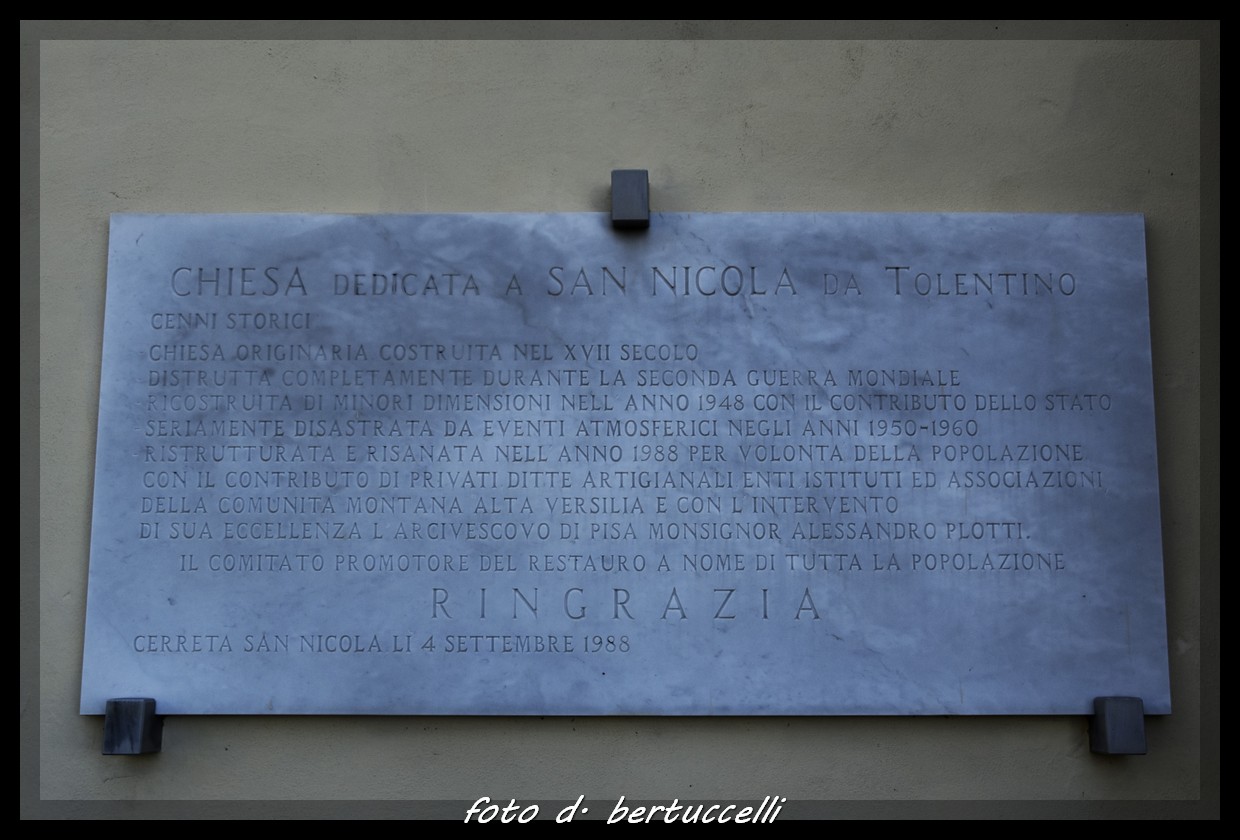 CHIESA DEDICATA A SAN NICOLA DA TOLENTINO
CENNI STORICI
CHIESA ORIGINARIA COSTRUITA NEL XVII SECOLO
DISTRUTTA COMPLETAMENTE DURANTE LA SECONDA GUERRA MONDIALE
RICOSTRUITA DI MINORI DIMENSIONI NELL ANNO 1948 CON IL CONTRIBUTO DELLO STATO
SERIAMENTE DISASTRATA DA EVENTI ATMOSFERICI NEGLI ANNI 1950-1960
RISTRUTTURATA E RISANATA NELL'ANNO 1988 PER VOLONTA DELLA POPOLAZIONE
CON IL CONTRIBUTO DI PRIVATI DITTE ARTIGIANALI ENTI ISTITUTI ED ASSOCIAZIONI
DELLA COMUNITA MONTANA ALTA VERSILIA E CON L'INTERVENTO
DI SUA ECCELLENZA L'ARCIVESCOVO DI PISA MONSIGNOR ALESSANDRO PLOTTI.
IL COMITATO PROMOTORE DEL RESTAURO A NOME DI TUTTA LA POPOLAZIONE
RINGRAZIA
CERRETA SAN NICOLA LI 4 SETTEMBRE 1988
foto d. bertuccelli